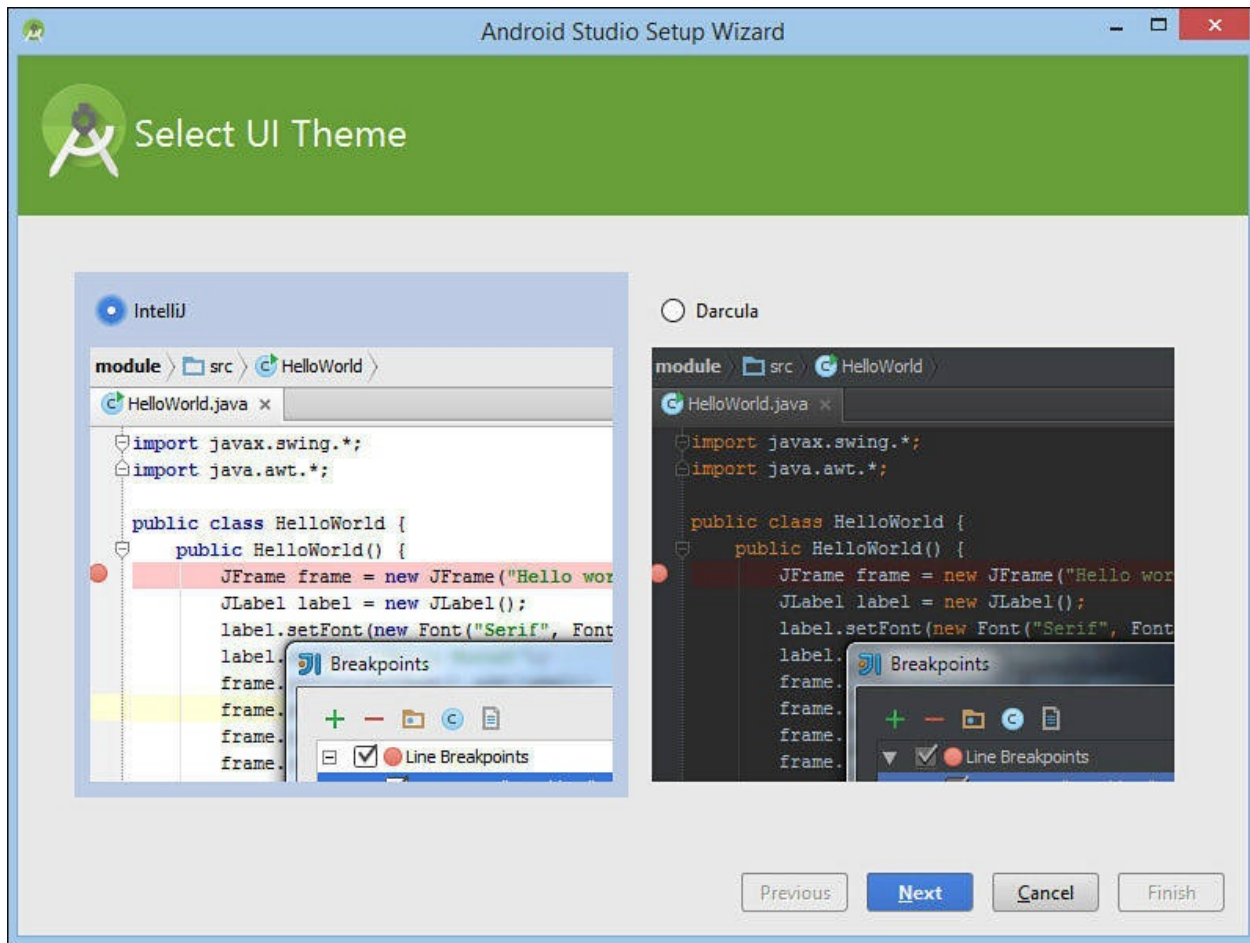 Android Studio Setup Wizard
Select UI Theme
IntelliJ
module src HelloWorld
HelloWorld.java
import javax.swing.*;
import java.awt.*;
public class HelloWorld {
public HelloWorld() {
JFrame frame = new JFrame("Hello wor
JLabel label = new JLabel();
label.setFont(new Font("Serif", Font
label.
frame.
frame.
frame.
frame.
Breakpoints
Line Breakpoints
Darcula
module src HelloWorld
HelloWorld.java
import javax.swing.*;
import java.awt.*;
public class HelloWorld {
public HelloWorld() {
JFrame frame = new JFrame("Hello wor
JLabel label = new JLabel();
label.setFont(new Font("Serif", Font
label.
frame.
frame.
frame.
frame.
Breakpoints
Line Breakpoints
Previous Next Cancel Finish